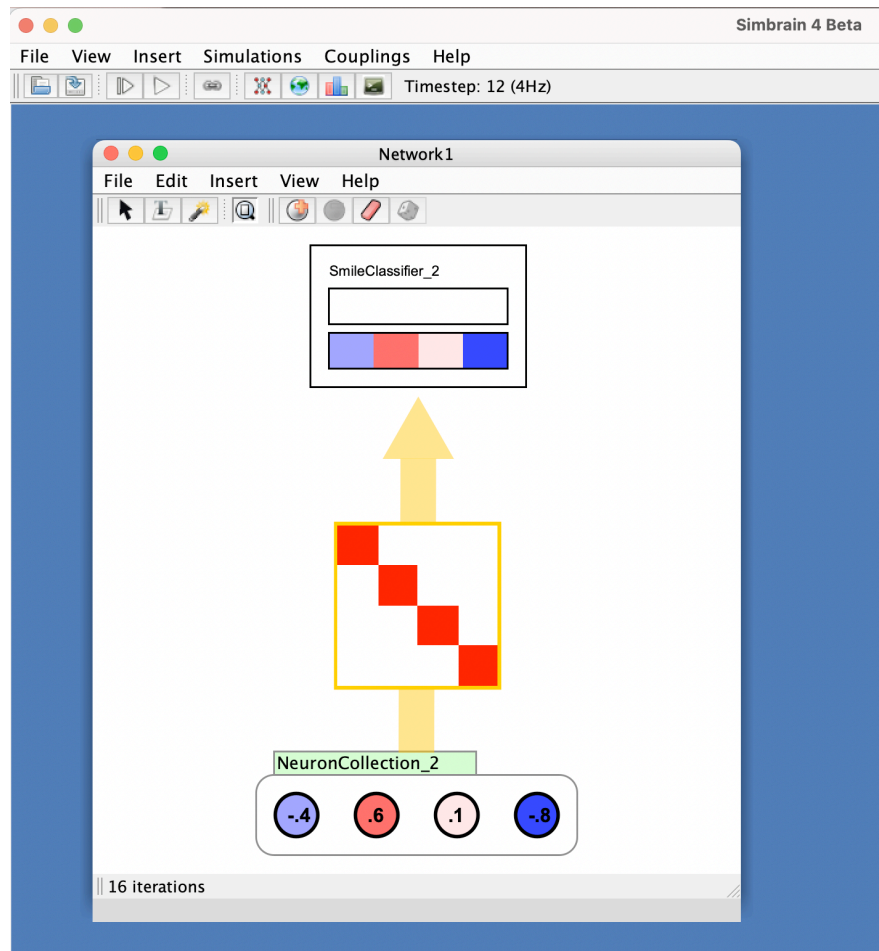 Simbrain 4 Beta
File View Insert Simulations Couplings Help
Timestep: 12 (4Hz)
Network1
File Edit Insert View Help
SmileClassifier_2
NeuronCollection_2
-.4 .6 .1 -.8
16 iterations